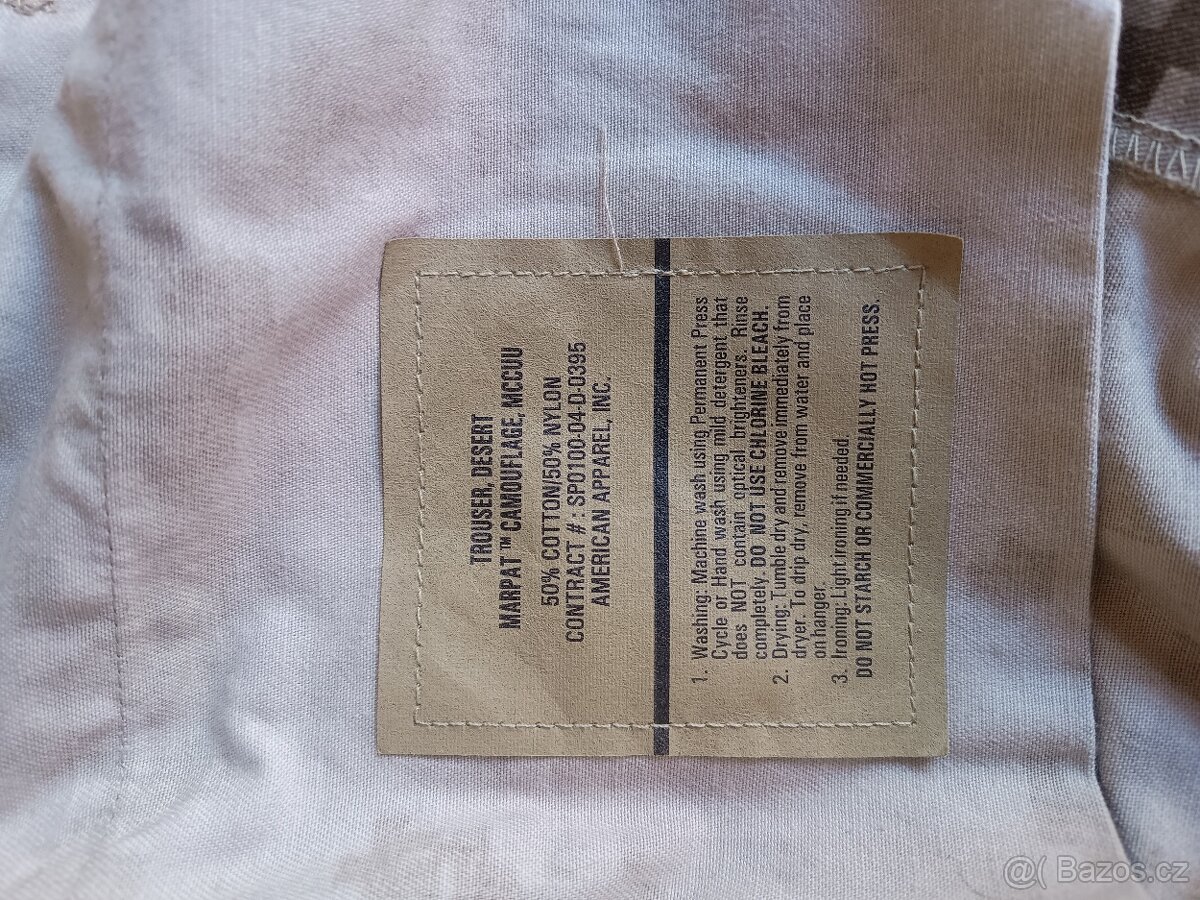 TROUSER, DESERT
MARPAT™ CAMOUFLAGE, MCCUU
50% COTTON/50% NYLON
CONTRACT # : SP0100-04-D-0395
AMERICAN APPAREL, INC.
1. Washing: Machine wash using Permanent Press
Cycle or Hand wash using mild detergent that
does NOT contain optical brighteners. Rinse
completely. DO NOT USE CHLORINE BLEACH.
2. Drying: Tumble dry and remove immediately from
dryer. To drip dry, remove from water and place
on hanger.
3. Ironing: Light ironing if needed.
DO NOT STARCH OR COMMERCIALLY HOT PRESS.
Bazos.cz